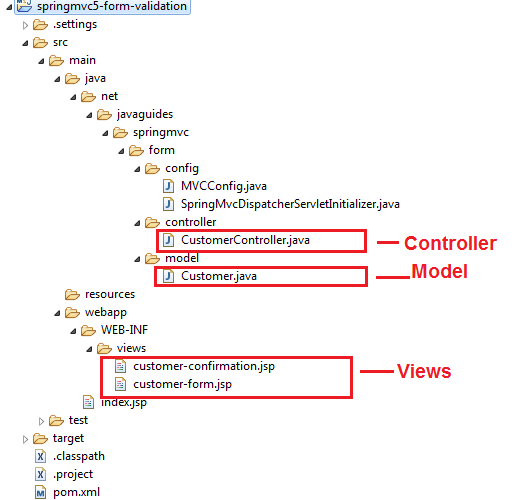 springmvc5-form-validation
.settings
src
main
java
net
javaguides
springmvc
form
config
MVCConfig.java
SpringMvcDispatcherServletInitializer.java
controller
CustomerController.java
Controller
model
Model
Customer.java
resources
webapp
WEB-INF
views
customer-confirmation.jsp
Views
customer-form.jsp
index.jsp
test
target
.classpath
.project
pom.xml